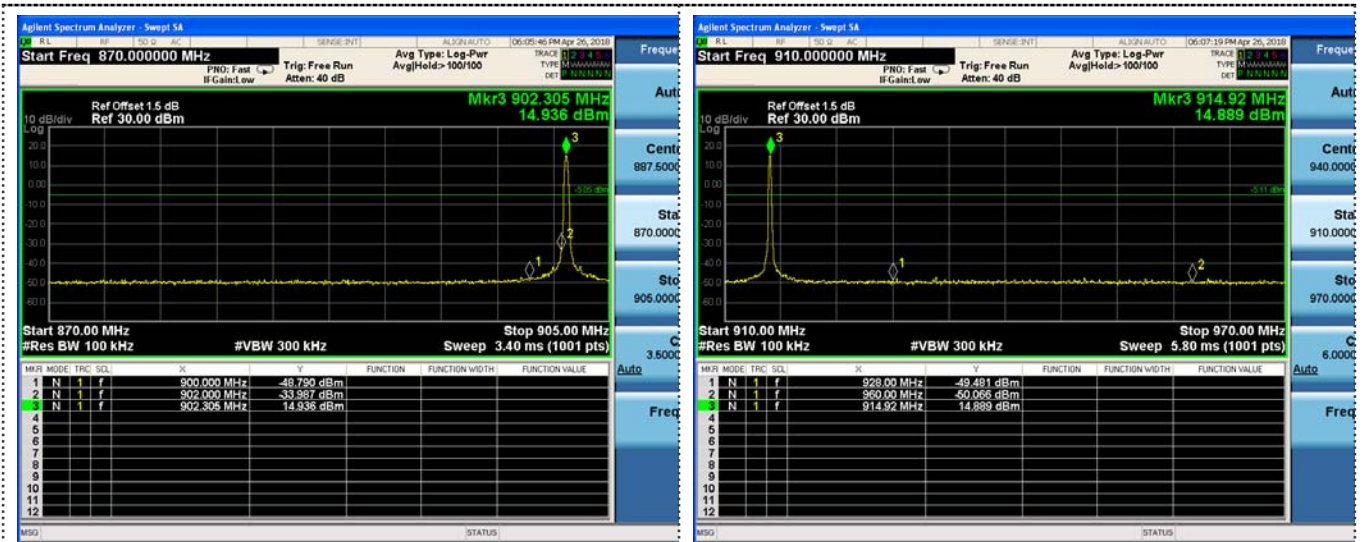 Agilent Spectrum Analyzer - Swept SA
RL RF 50 Ω AC SENSE:INT ALIGNAUTO 06:05:46 PM Apr 26, 2018
Start Freq 870.000000 MHz
PNO: Fast
IFGain:Low
Trig: Free Run
Atten: 40 dB
Avg Type: Log-Pwr
Avg|Hold:> 100/100
TRACE 1 2 3 4 5 6
TYPE M
DET P N N N N N
Ref Offset 1.5 dB
Ref 30.00 dBm
10 dB/div
Log
Mkr3 902.305 MHz
14.936 dBm
20.0
10.0
0.00
-10.0
-20.0
-30.0
-40.0
-50.0
-60.0
3
-5.05 dBm
2
1
Start 870.00 MHz
Stop 905.00 MHz
#Res BW 100 kHz
#VBW 300 kHz
Sweep 3.40 ms (1001 pts)
MKR MODE TRC SCL X Y FUNCTION FUNCTION WIDTH FUNCTION VALUE
1 N 1 f 900.000 MHz -48.790 dBm
2 N 1 f 902.000 MHz -33.987 dBm
3 N 1 f 902.305 MHz 14.936 dBm
4
5
6
7
8
9
10
11
12
MSG STATUS
Freque
Aut
Cent
887.5000
Sta
870.0000
Sto
905.0000
C
3.5000
Auto
Freq
Agilent Spectrum Analyzer - Swept SA
RL RF 50 Ω AC SENSE:INT ALIGNAUTO 06:07:19 PM Apr 26, 2018
Start Freq 910.000000 MHz
PNO: Fast
IFGain:Low
Trig: Free Run
Atten: 40 dB
Avg Type: Log-Pwr
Avg|Hold:> 100/100
TRACE 1 2 3 4 5 6
TYPE M
DET P N N N N N
Ref Offset 1.5 dB
Ref 30.00 dBm
10 dB/div
Log
Mkr3 914.92 MHz
14.889 dBm
20.0
10.0
0.00
-10.0
-20.0
-30.0
-40.0
-50.0
-60.0
3
-5.11 dBm
1
2
Start 910.00 MHz
Stop 970.00 MHz
#Res BW 100 kHz
#VBW 300 kHz
Sweep 5.80 ms (1001 pts)
MKR MODE TRC SCL X Y FUNCTION FUNCTION WIDTH FUNCTION VALUE
1 N 1 f 928.00 MHz -49.481 dBm
2 N 1 f 960.00 MHz -50.066 dBm
3 N 1 f 914.92 MHz 14.889 dBm
4
5
6
7
8
9
10
11
12
MSG STATUS
Freque
Aut
Cent
940.0000
Sta
910.0000
Sto
970.0000
C
6.0000
Auto
Freq